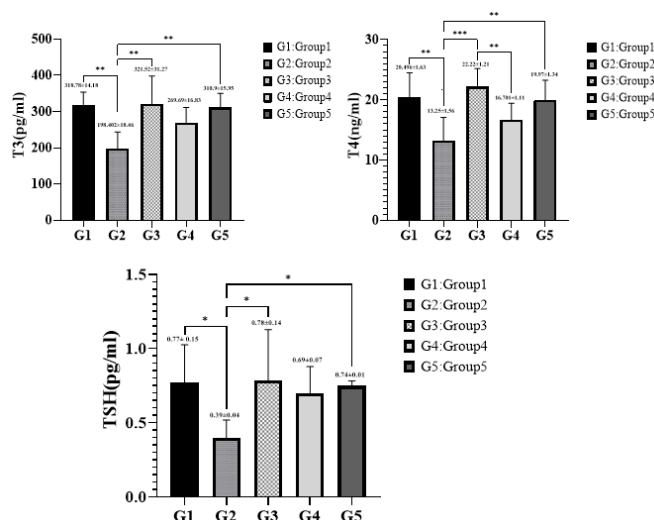 500
400
300
200
100
0
T3(pg/ml)
318.78±14.18
198.402±18.46
321.52±31.27
269.69±16.83
310.9±15.95
**
**
**
G1
G2
G3
G4
G5
G1:Group1
G2:Group2
G3:Group3
G4:Group4
G5:Group5
30
20
10
0
T4(ng/ml)
20.494±1.63
13.25±1.56
22.22±1.21
16.701±1.11
19.97±1.34
**
***
**
**
G1
G2
G3
G4
G5
G1:Group1
G2:Group2
G3:Group3
G4:Group4
G5:Group5
1.5
1.0
0.5
0.0
TSH(pg/ml)
0.77± 0.15
0.39±0.04
0.78±0.14
0.69±0.07
0.74±0.01
*
*
*
G1
G2
G3
G4
G5
G1:Group1
G2:Group2
G3:Group3
G4:Group4
G5:Group5